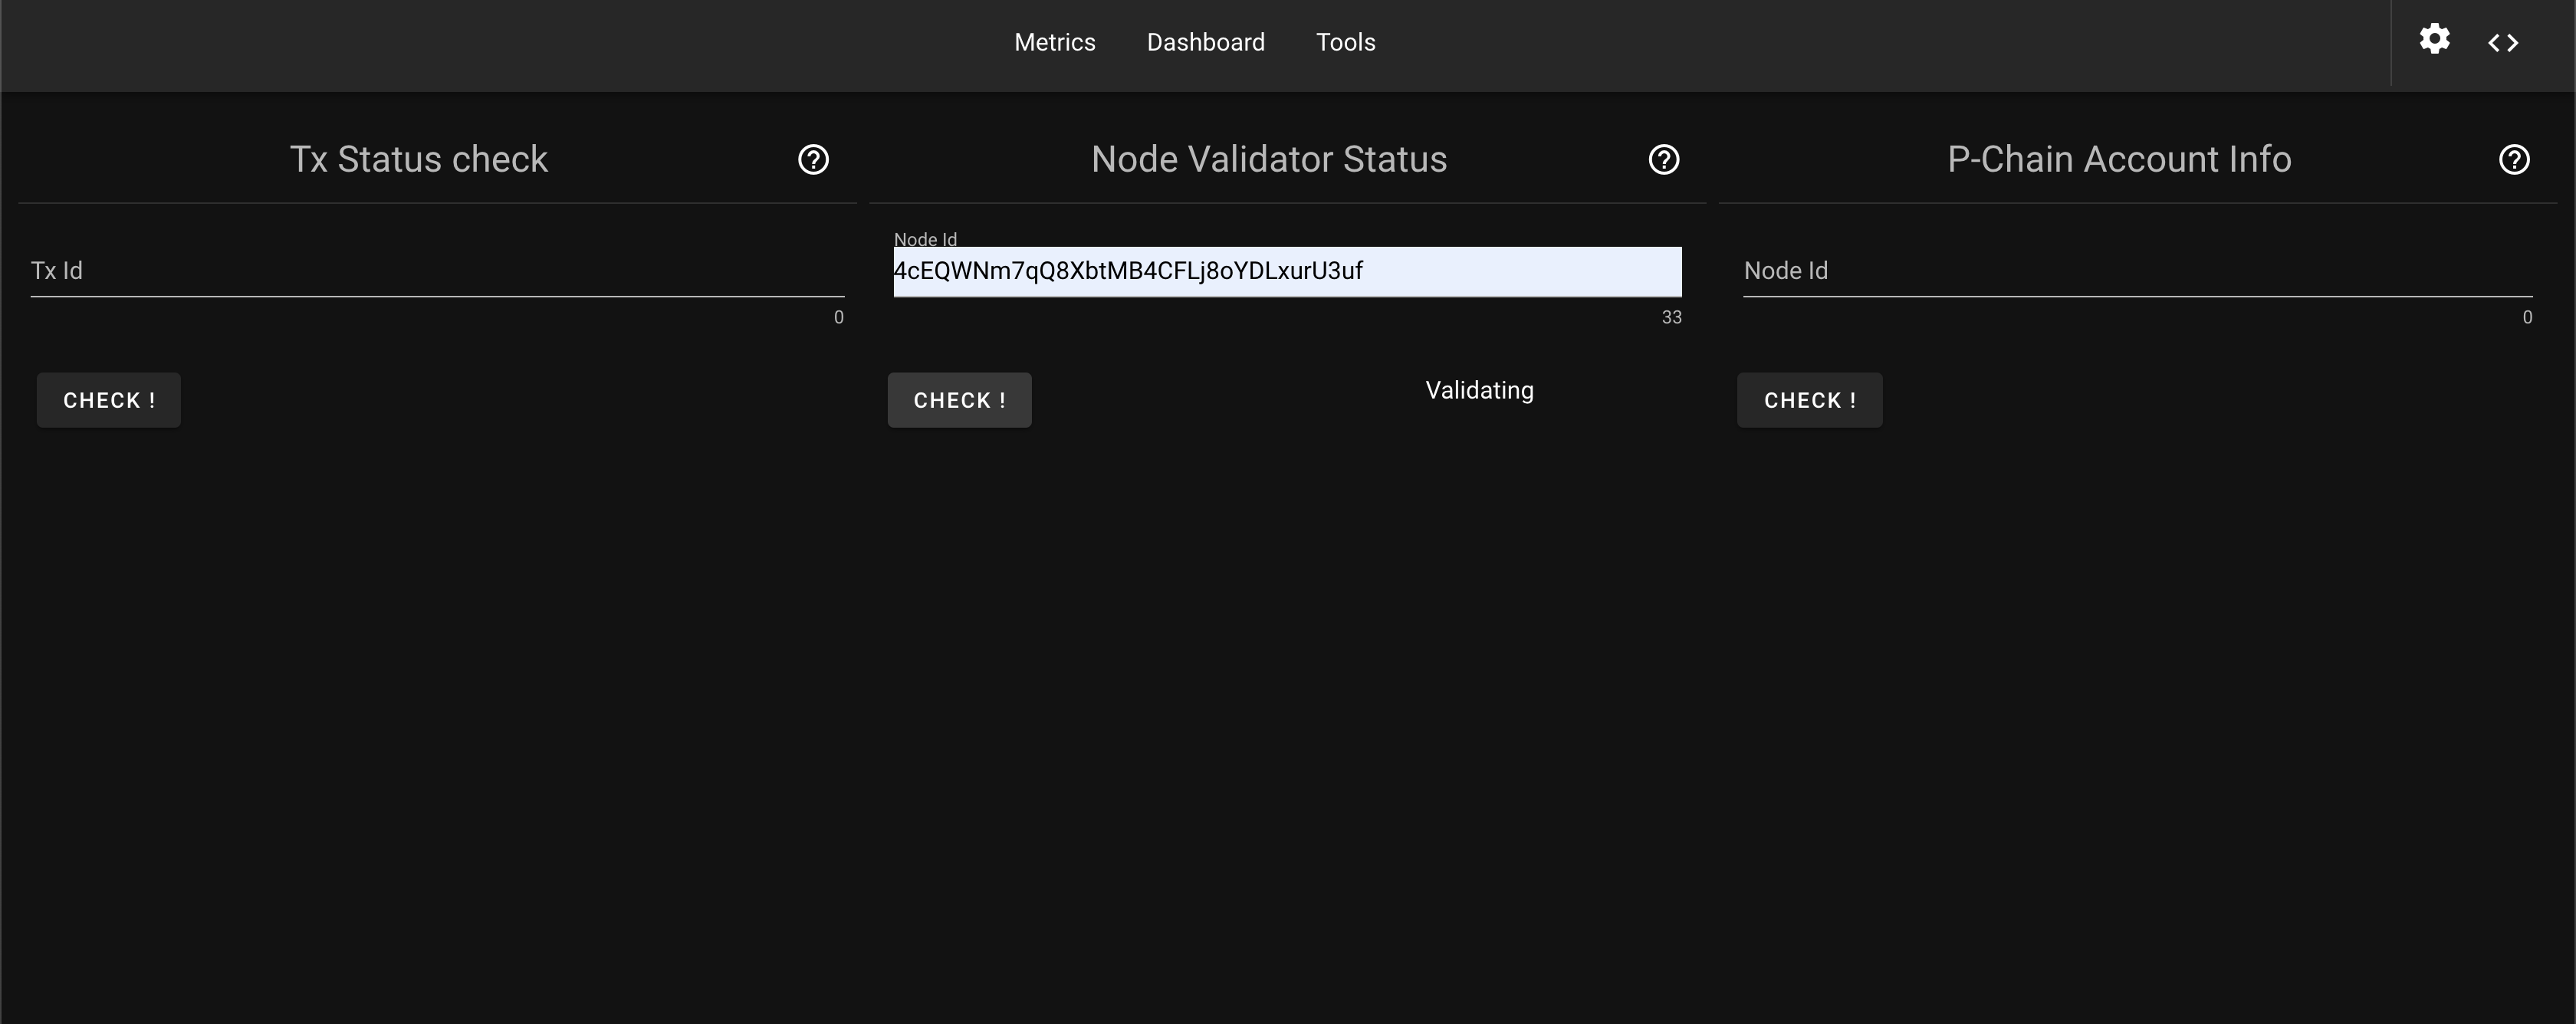 Metrics Dashboard Tools
Tx Status check
Tx Id
0
CHECK !
Node Validator Status
Node Id
4cEQWNm7qQ8XbtMB4CFLj8oYDLxurU3uf
33
CHECK !
Validating
P-Chain Account Info
Node Id
0
CHECK !